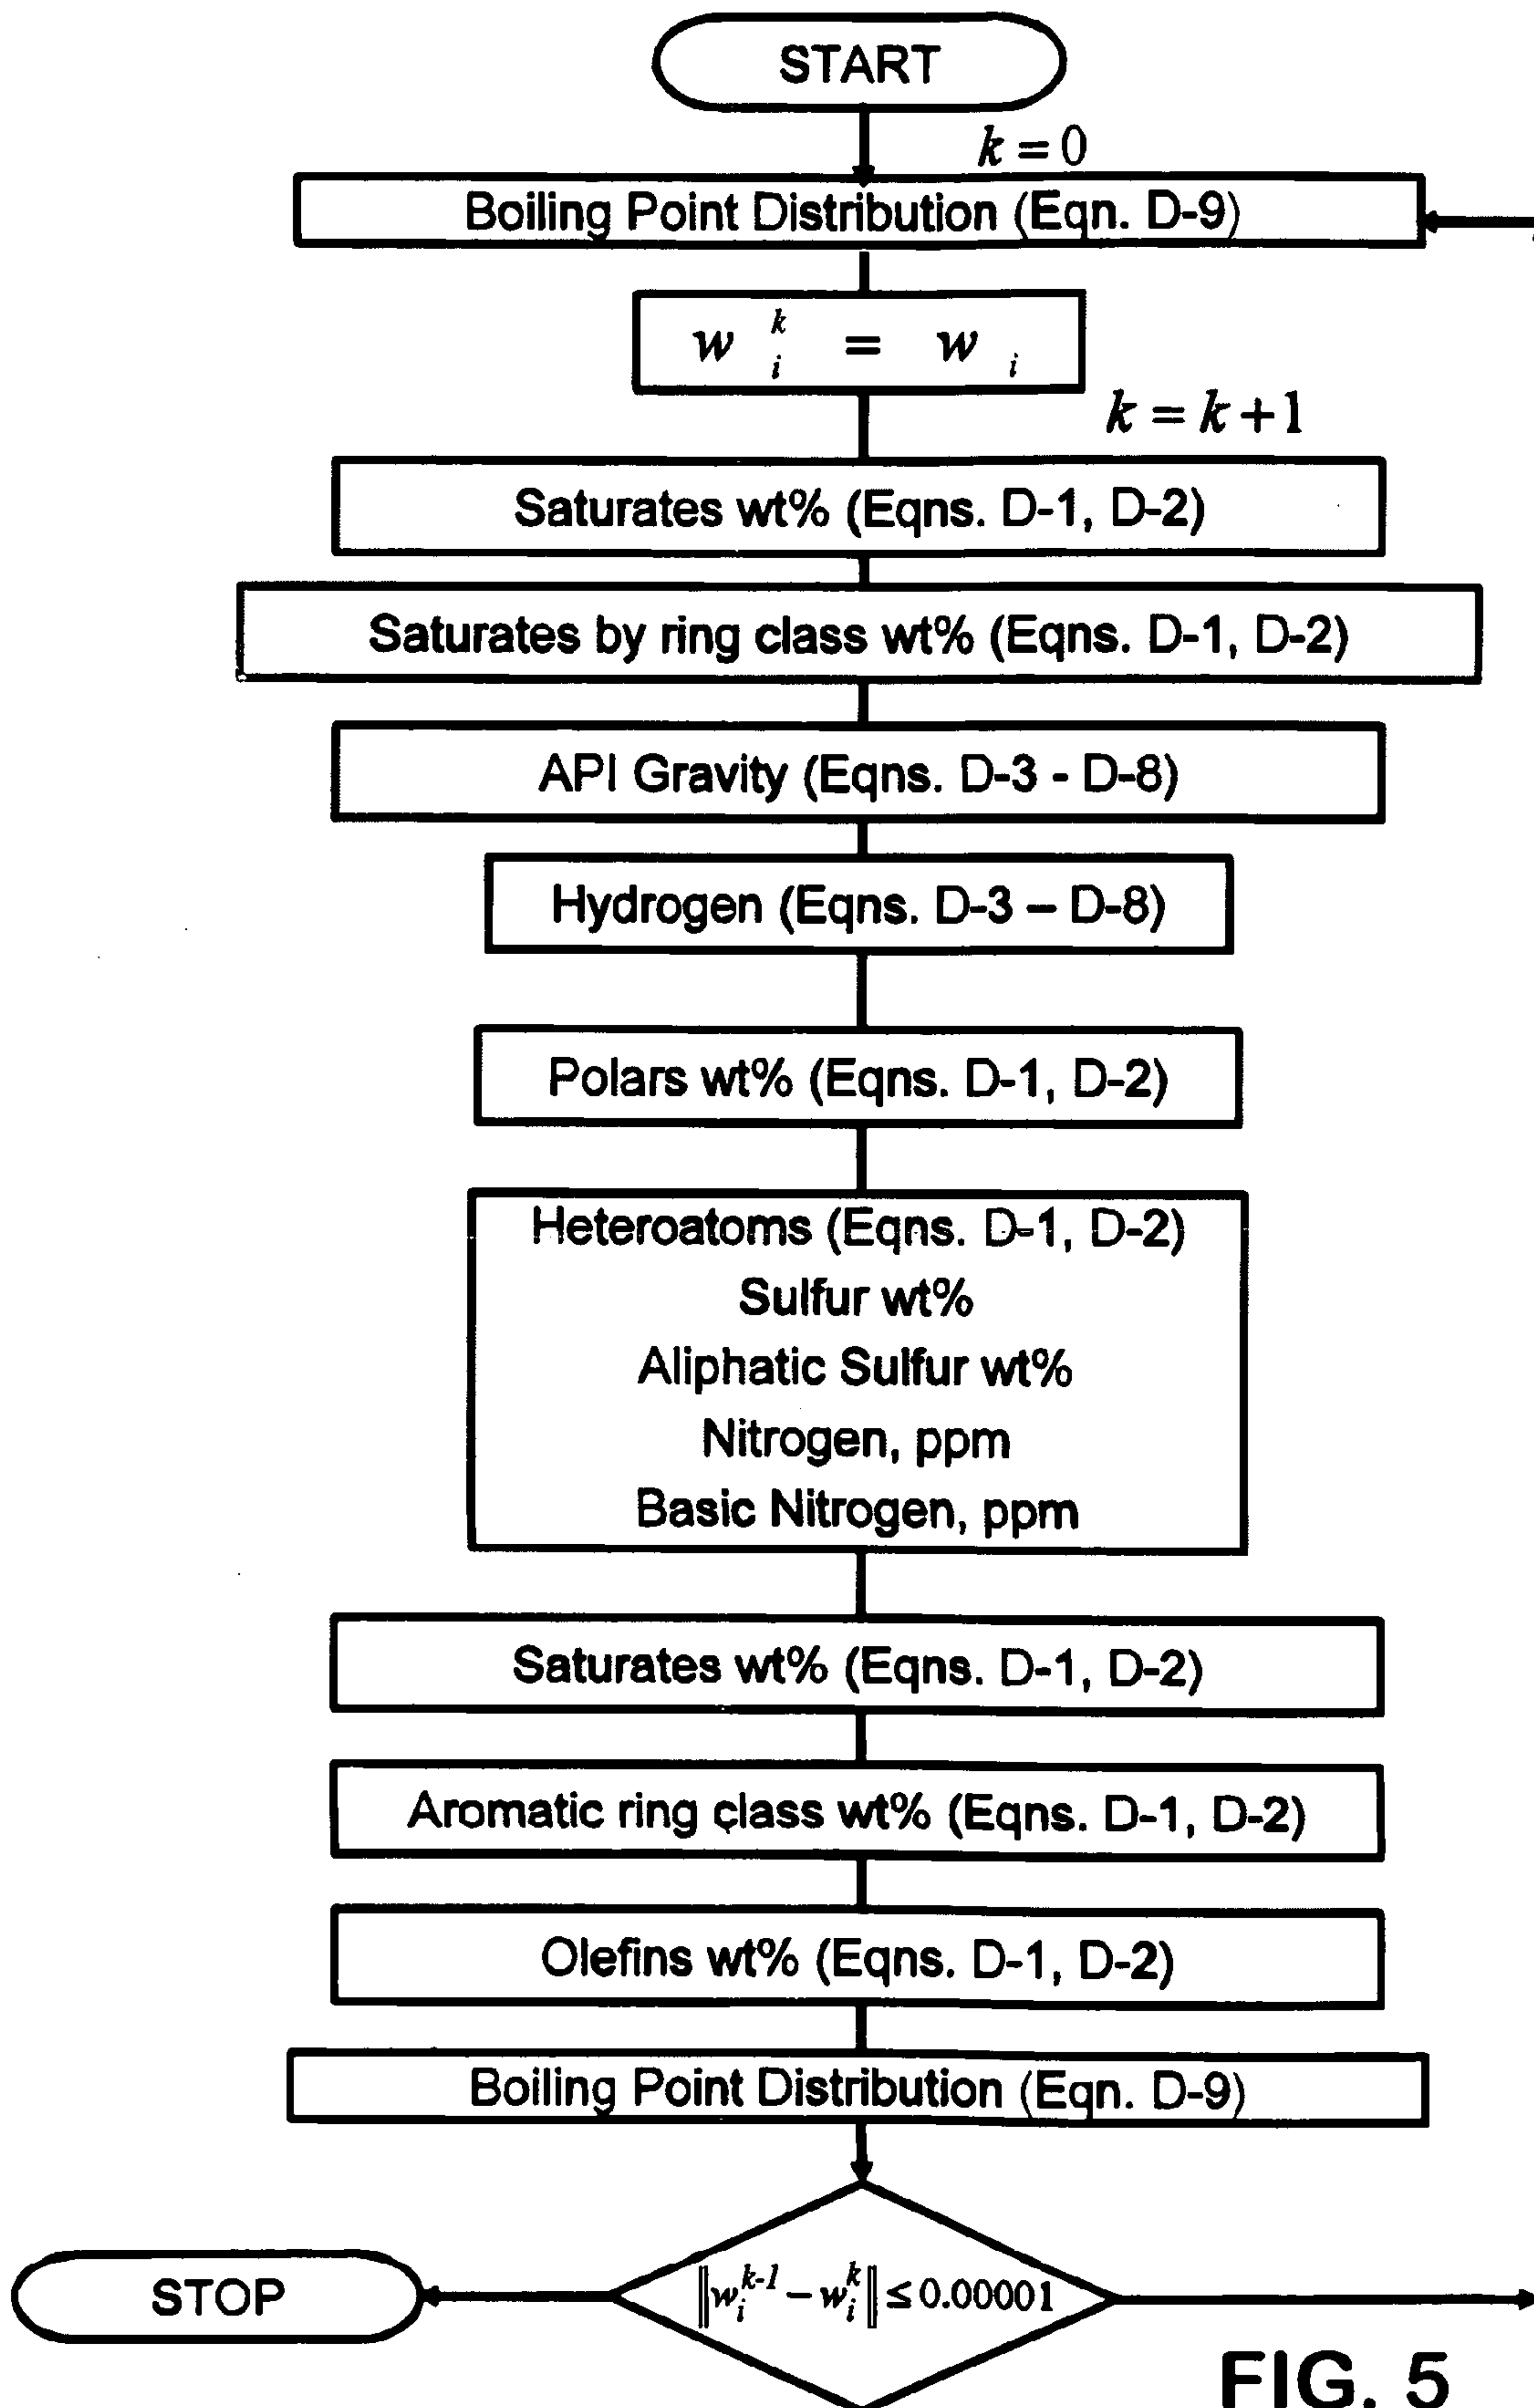 START
k = 0
Boiling Point Distribution (Eqn. D-9)
w_i^k = w_i
k = k + 1
Saturates wt% (Eqns. D-1, D-2)
Saturates by ring class wt% (Eqns. D-1, D-2)
API Gravity (Eqns. D-3 - D-8)
Hydrogen (Eqns. D-3 – D-8)
Polars wt% (Eqns. D-1, D-2)
Heteroatoms (Eqns. D-1, D-2)
Sulfur wt%
Aliphatic Sulfur wt%
Nitrogen, ppm
Basic Nitrogen, ppm
Saturates wt% (Eqns. D-1, D-2)
Aromatic ring class wt% (Eqns. D-1, D-2)
Olefins wt% (Eqns. D-1, D-2)
Boiling Point Distribution (Eqn. D-9)
‖w_i^{k-1} – w_i^k‖ ≤ 0.00001
STOP
FIG. 5